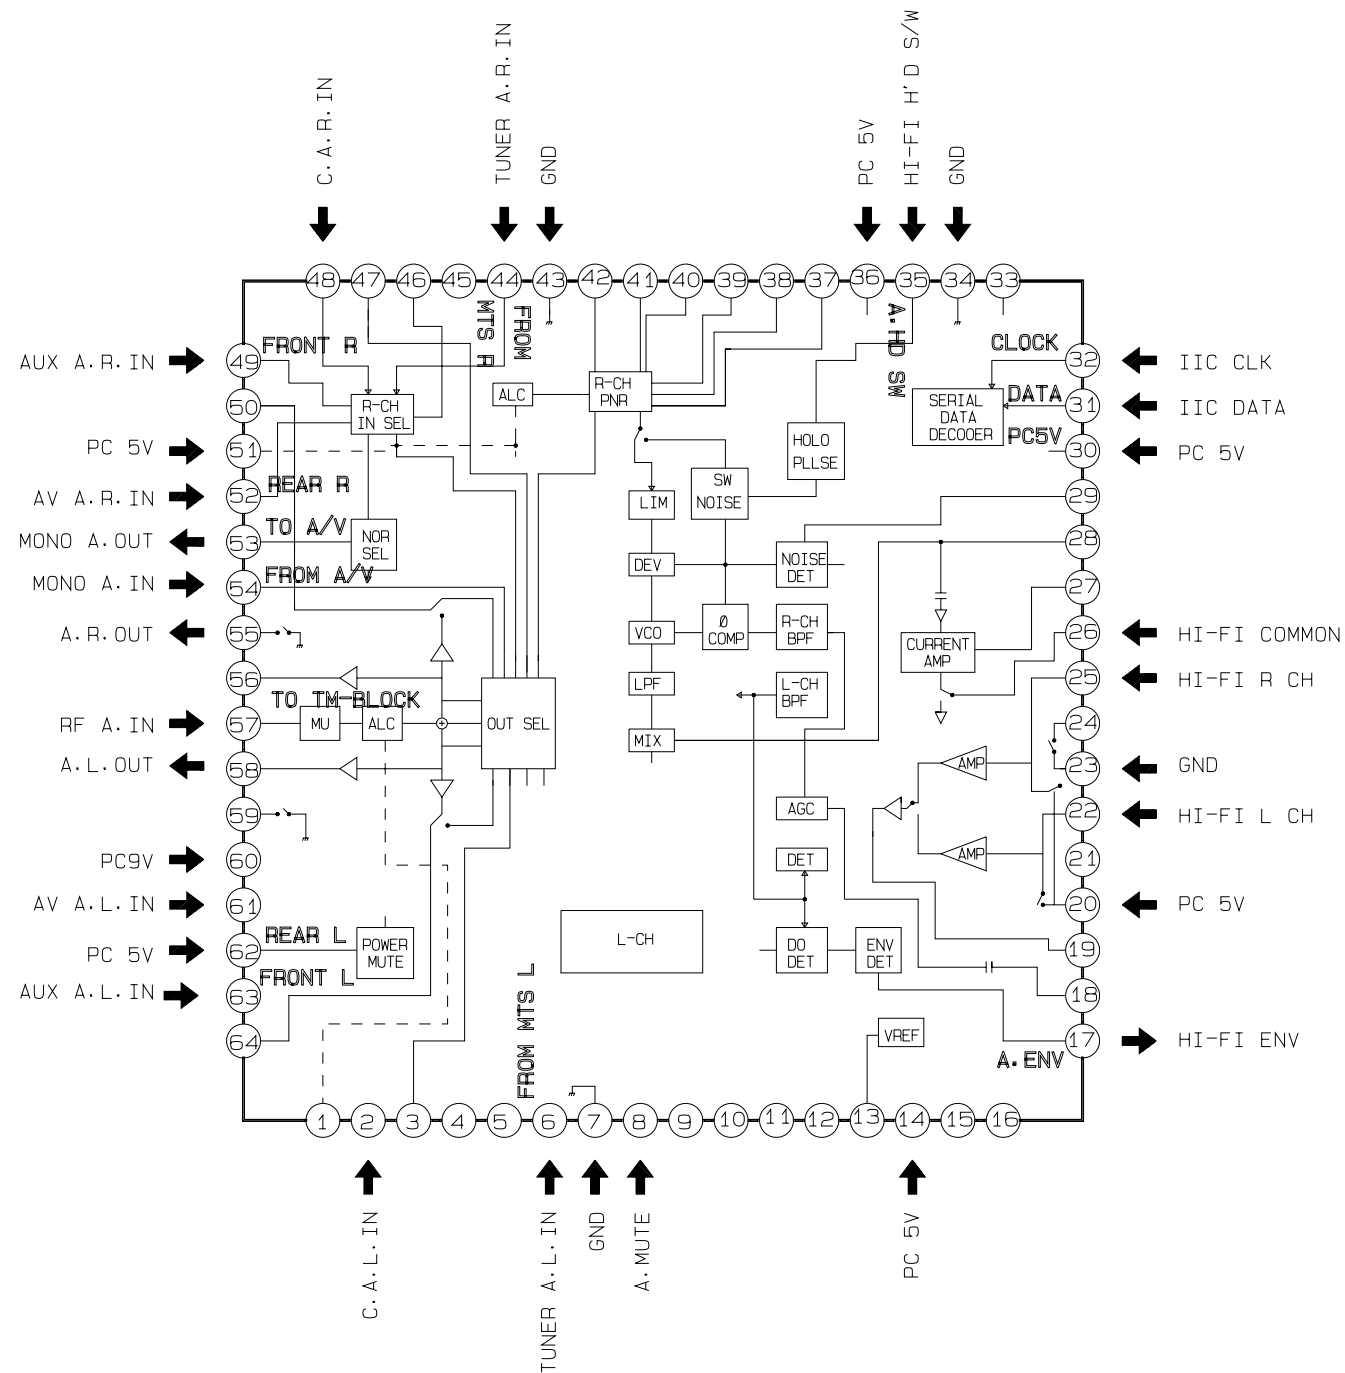 C.A.R.IN
TUNER A.R.IN
GND
PC 5V
HI-FI H'D S/W
GND
48 47 46 45 44 43 42 41 40 39 38 37 36 35 34 33
FROM
MTS R
A.HD SW
AUX A.R.IN
49
FRONT R
CLOCK
32
IIC CLK
50
R-CH
IN SEL
ALC
R-CH
PNR
SERIAL
DATA
DECOOER
DATA
31
IIC DATA
PC 5V
51
HOLO
PLLSE
PC5V
30
PC 5V
AV A.R.IN
52
REAR R
LIM
SW
NOISE
29
MONO A.OUT
53
TO A/V
NOR
SEL
DEV
NOISE
DET
28
MONO A.IN
54
FROM A/V
27
A.R.OUT
55
VCO
Ø
COMP
R-CH
BPF
CURRENT
AMP
26
HI-FI COMMON
56
TO TM-BLOCK
LPF
L-CH
BPF
25
HI-FI R CH
RF A.IN
57
MU
ALC
OUT SEL
MIX
24
A.L.OUT
58
AMP
23
GND
59
AGC
22
HI-FI L CH
PC9V
60
DET
AMP
21
AV A.L.IN
61
20
PC 5V
PC 5V
62
REAR L
POWER
MUTE
L-CH
DO
DET
ENV
DET
19
AUX A.L.IN
63
FRONT L
18
64
FROM MTS L
VREF
A.ENV
17
HI-FI ENV
1 2 3 4 5 6 7 8 9 10 11 12 13 14 15 16
C.A.L.IN
TUNER A.L.IN
GND
A.MUTE
PC 5V